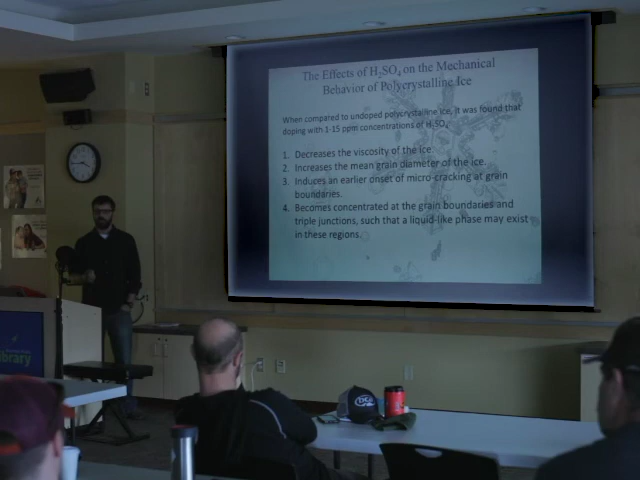 The Effects of H₂SO₄ on the Mechanical
Behavior of Polycrystalline Ice
When compared to undoped polycrystalline ice, it was found that
doping with 1-15 ppm concentrations of H₂SO₄
1. Decreases the viscosity of the ice.
2. Increases the mean grain diameter of the ice.
3. Induces an earlier onset of micro-cracking at grain
boundaries.
4. Becomes concentrated at the grain boundaries and
triple junctions, such that a liquid-like phase may exist
in these regions.
library